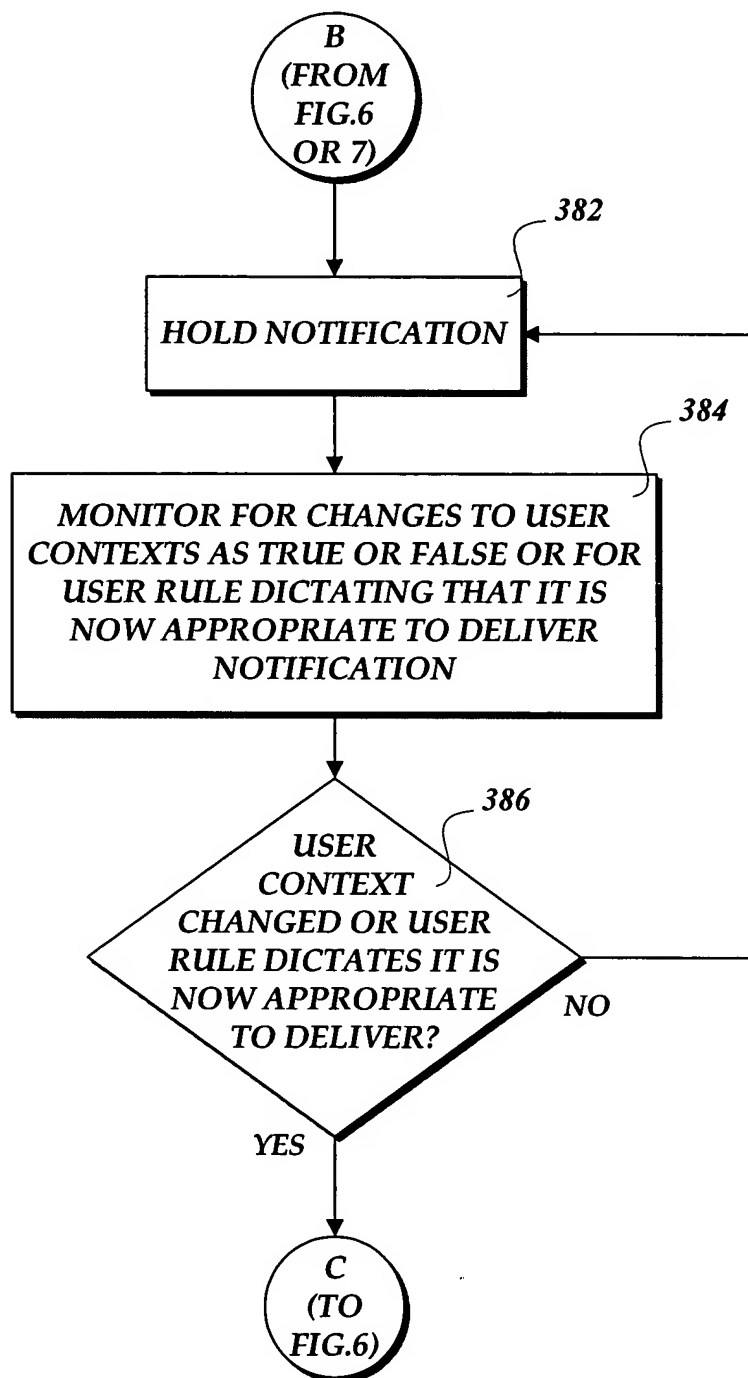 B
(FROM
FIG.6
OR 7)
382
HOLD NOTIFICATION
384
MONITOR FOR CHANGES TO USER
CONTEXTS AS TRUE OR FALSE OR FOR
USER RULE DICTATING THAT IT IS
NOW APPROPRIATE TO DELIVER
NOTIFICATION
386
USER
CONTEXT
CHANGED OR USER
RULE DICTATES IT IS
NOW APPROPRIATE
TO DELIVER?
NO
YES
C
(TO
FIG.6)